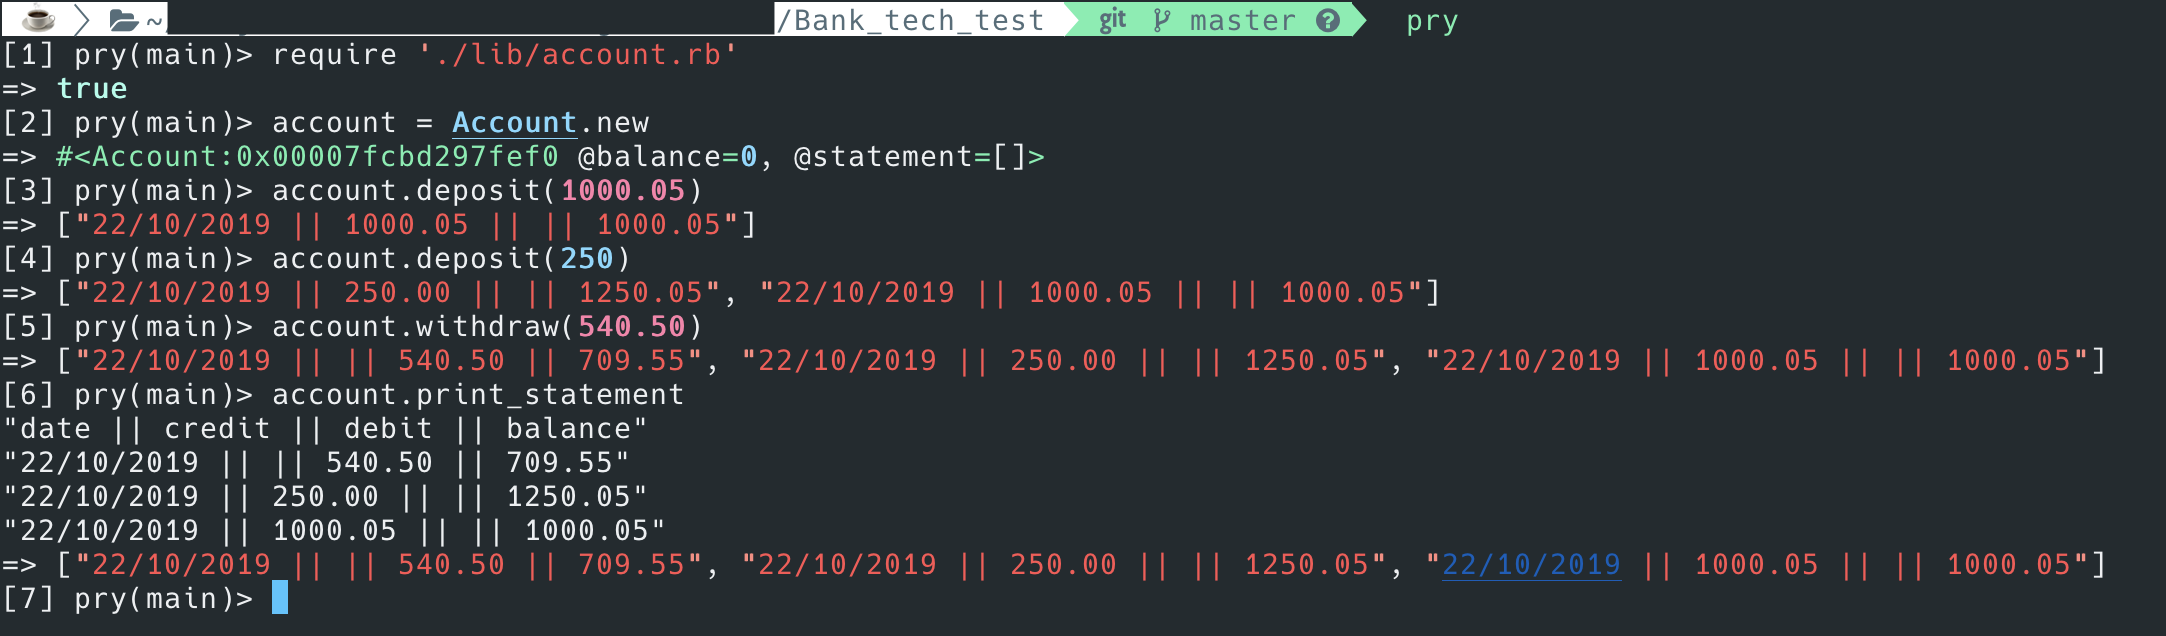 ~ /Bank_tech_test git master ? pry
[1] pry(main)> require './lib/account.rb'
=> true
[2] pry(main)> account = Account.new
=> #<Account:0x00007fcbd297fef0 @balance=0, @statement=[]>
[3] pry(main)> account.deposit(1000.05)
=> ["22/10/2019 || 1000.05 || || 1000.05"]
[4] pry(main)> account.deposit(250)
=> ["22/10/2019 || 250.00 || || 1250.05", "22/10/2019 || 1000.05 || || 1000.05"]
[5] pry(main)> account.withdraw(540.50)
=> ["22/10/2019 || || 540.50 || 709.55", "22/10/2019 || 250.00 || || 1250.05", "22/10/2019 || 1000.05 || || 1000.05"]
[6] pry(main)> account.print_statement
"date || credit || debit || balance"
"22/10/2019 || || 540.50 || 709.55"
"22/10/2019 || 250.00 || || 1250.05"
"22/10/2019 || 1000.05 || || 1000.05"
=> ["22/10/2019 || || 540.50 || 709.55", "22/10/2019 || 250.00 || || 1250.05", "22/10/2019 || 1000.05 || || 1000.05"]
[7] pry(main)>